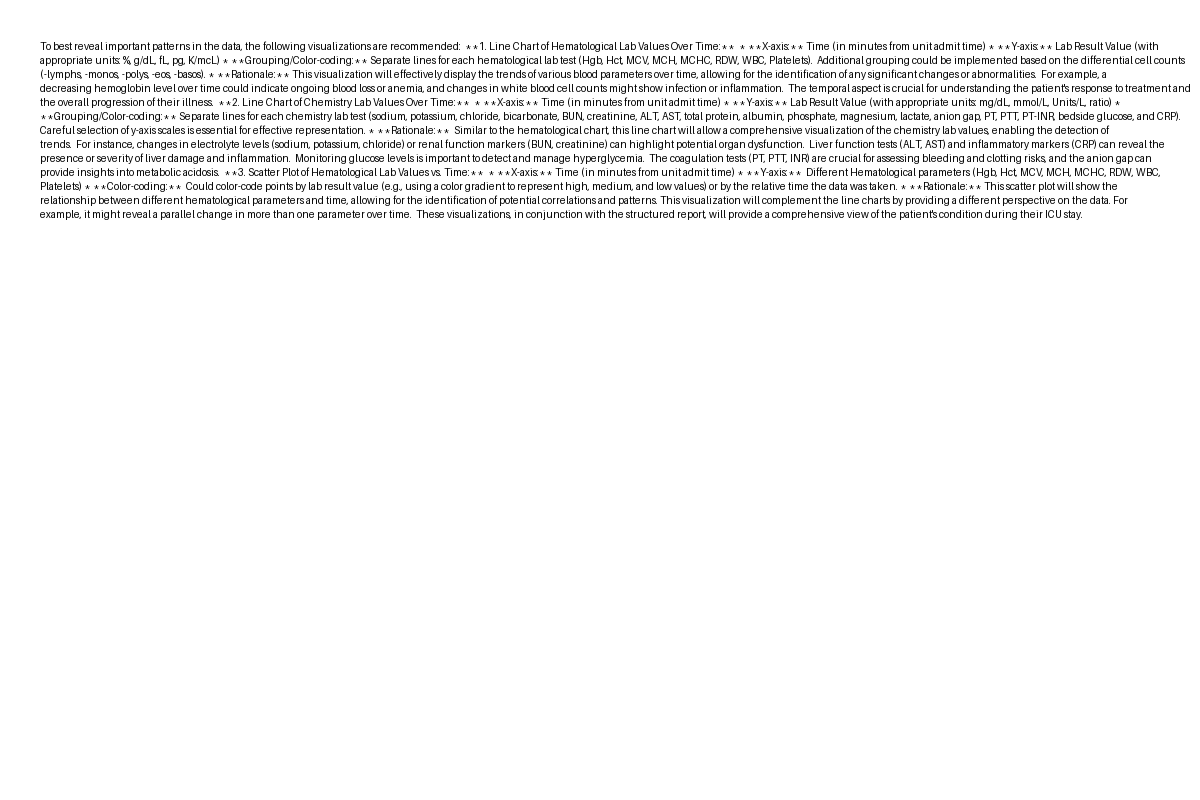 To best reveal important patterns in the data, the following visualizations are recommended:  **1. Line Chart of Hematological Lab Values Over Time:**  * **X-axis:** Time (in minutes from unit admit time) * **Y-axis:** Lab Result Value (with
appropriate units: %, g/dL, fL, pg, K/mcL) * **Grouping/Color-coding:** Separate lines for each hematological lab test (Hgb, Hct, MCV, MCH, MCHC, RDW, WBC, Platelets).  Additional grouping could be implemented based on the differential cell counts
(-lymphs, -monos, -polys, -eos, -basos). * **Rationale:** This visualization will effectively display the trends of various blood parameters over time, allowing for the identification of any significant changes or abnormalities.  For example, a
decreasing hemoglobin level over time could indicate ongoing blood loss or anemia, and changes in white blood cell counts might show infection or inflammation.  The temporal aspect is crucial for understanding the patient's response to treatment and
the overall progression of their illness.  **2. Line Chart of Chemistry Lab Values Over Time:**  * **X-axis:** Time (in minutes from unit admit time) * **Y-axis:** Lab Result Value (with appropriate units: mg/dL, mmol/L, Units/L, ratio) *
**Grouping/Color-coding:** Separate lines for each chemistry lab test (sodium, potassium, chloride, bicarbonate, BUN, creatinine, ALT, AST, total protein, albumin, phosphate, magnesium, lactate, anion gap, PT, PTT, PT-INR, bedside glucose, and CRP).
Careful selection of y-axis scales is essential for effective representation. * **Rationale:**  Similar to the hematological chart, this line chart will allow a comprehensive visualization of the chemistry lab values, enabling the detection of
trends.  For instance, changes in electrolyte levels (sodium, potassium, chloride) or renal function markers (BUN, creatinine) can highlight potential organ dysfunction.  Liver function tests (ALT, AST) and inflammatory markers (CRP) can reveal the
presence or severity of liver damage and inflammation.  Monitoring glucose levels is important to detect and manage hyperglycemia.  The coagulation tests (PT, PTT, INR) are crucial for assessing bleeding and clotting risks, and the anion gap can
provide insights into metabolic acidosis.  **3. Scatter Plot of Hematological Lab Values vs. Time:**  * **X-axis:** Time (in minutes from unit admit time) * **Y-axis:**  Different Hematological parameters (Hgb, Hct, MCV, MCH, MCHC, RDW, WBC,
Platelets) * **Color-coding:** Could color-code points by lab result value (e.g., using a color gradient to represent high, medium, and low values) or by the relative time the data was taken. * **Rationale:** This scatter plot will show the
relationship between different hematological parameters and time, allowing for the identification of potential correlations and patterns. This visualization will complement the line charts by providing a different perspective on the data. For
example, it might reveal a parallel change in more than one parameter over time.  These visualizations, in conjunction with the structured report, will provide a comprehensive view of the patient's condition during their ICU stay.